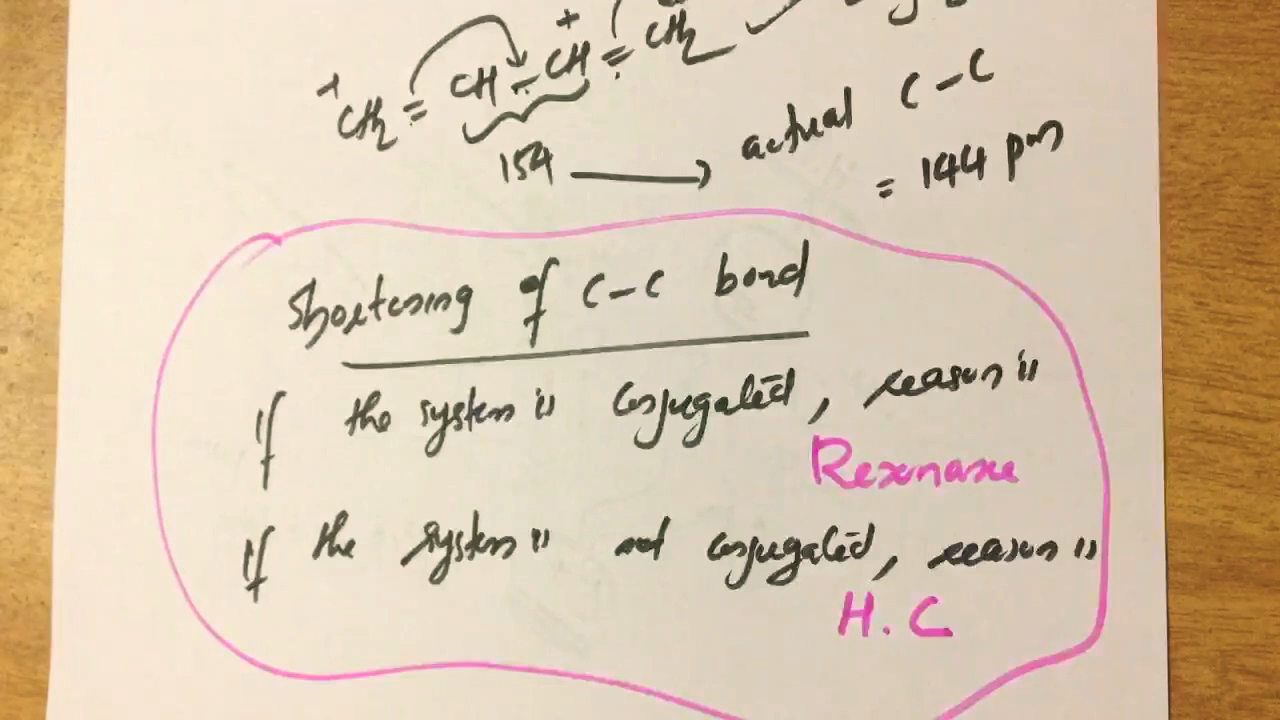 +CH2 = CH - CH = CH2
+
154 → actual C-C
= 144 pm
Shortening of C-C bond
If the system is conjugated, reason is
Resonance
If the system is not conjugated, reason is
H.C